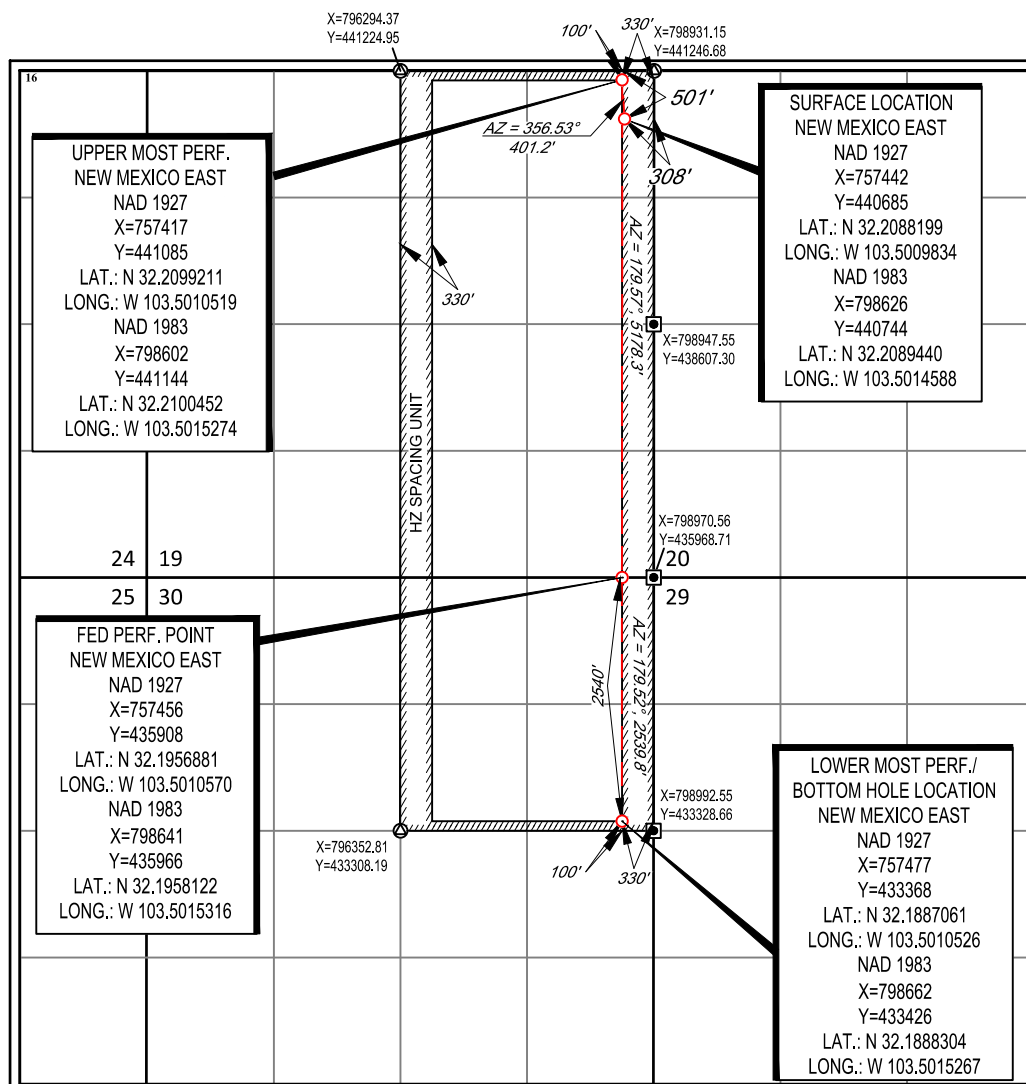 X=796294.37
Y=441224.95
100'
330'
X=798931.15
Y=441246.68
16
501'
AZ = 356.53°
401.2'
308'
UPPER MOST PERF.
NEW MEXICO EAST
NAD 1927
X=757417
Y=441085
LAT.: N 32.2099211
LONG.: W 103.5010519
NAD 1983
X=798602
Y=441144
LAT.: N 32.2100452
LONG.: W 103.5015274
SURFACE LOCATION
NEW MEXICO EAST
NAD 1927
X=757442
Y=440685
LAT.: N 32.2088199
LONG.: W 103.5009834
NAD 1983
X=798626
Y=440744
LAT.: N 32.2089440
LONG.: W 103.5014588
330'
AZ = 179.57°, 5178.3'
X=798947.55
Y=438607.30
HZ SPACING UNIT
X=798970.56
Y=435968.71
24 19
20
25 30
29
FED PERF. POINT
NEW MEXICO EAST
NAD 1927
X=757456
Y=435908
LAT.: N 32.1956881
LONG.: W 103.5010570
NAD 1983
X=798641
Y=435966
LAT.: N 32.1958122
LONG.: W 103.5015316
2540'
AZ = 179.52°, 2539.8'
X=798992.55
Y=433328.66
X=796352.81
Y=433308.19
100'
330'
LOWER MOST PERF./
BOTTOM HOLE LOCATION
NEW MEXICO EAST
NAD 1927
X=757477
Y=433368
LAT.: N 32.1887061
LONG.: W 103.5010526
NAD 1983
X=798662
Y=433426
LAT.: N 32.1888304
LONG.: W 103.5015267